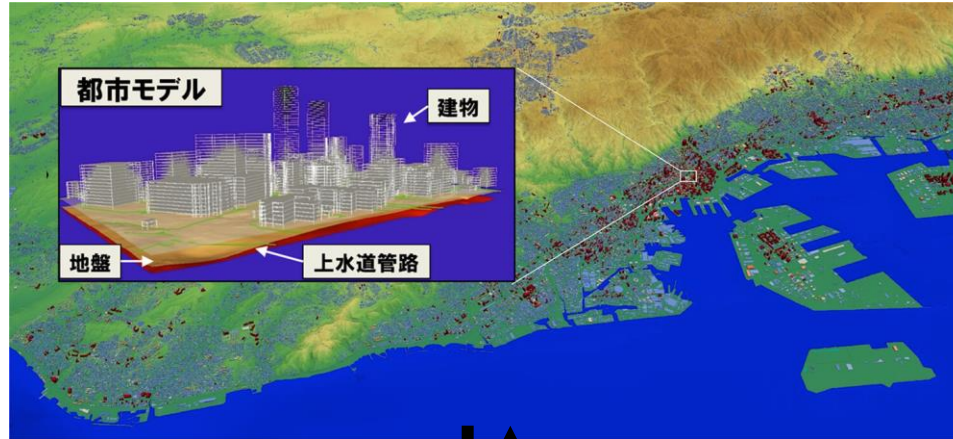 都市モデル
建物
地盤
上水道管路